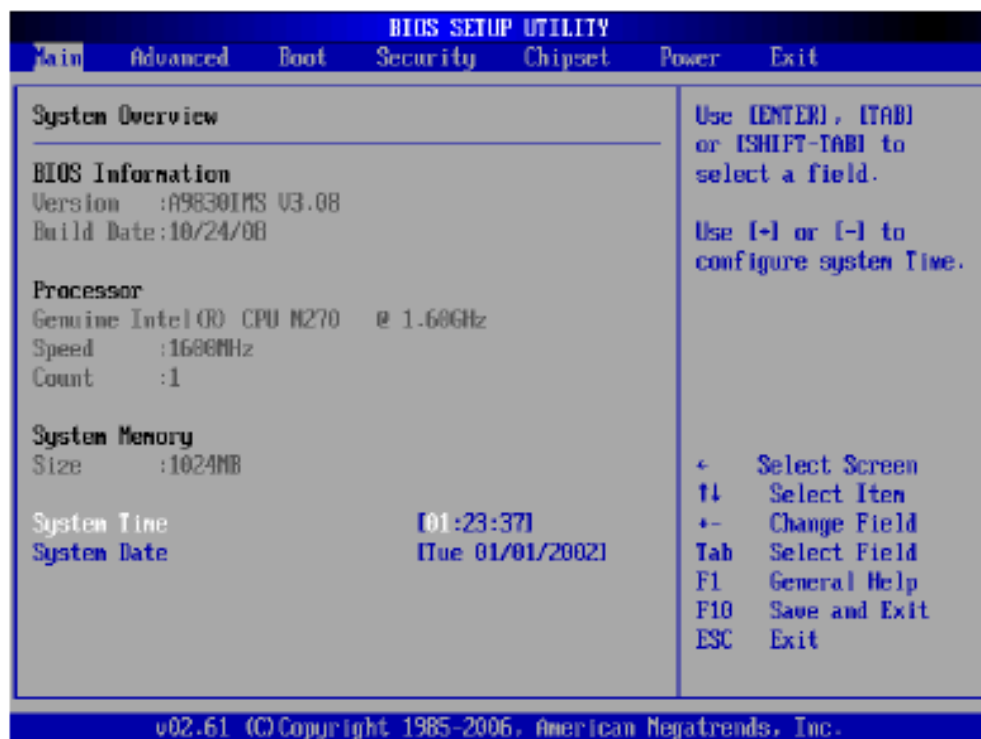 BIOS SETUP UTILITY
Main Advanced Boot Security Chipset Power Exit
System Overview
BIOS Information
Version :A9830IMS V3.08
Build Date:10/24/08
Processor
Genuine Intel(R) CPU N270 @ 1.60GHz
Speed :1600MHz
Count :1
System Memory
Size :1024MB
System Time [01:23:37]
System Date [Tue 01/01/2002]
Use [ENTER], [TAB]
or [SHIFT-TAB] to
select a field.
Use [+] or [-] to
configure system Time.
← Select Screen
↑↓ Select Item
+- Change Field
Tab Select Field
F1 General Help
F10 Save and Exit
ESC Exit
v02.61 (C)Copyright 1985-2006, American Megatrends, Inc.